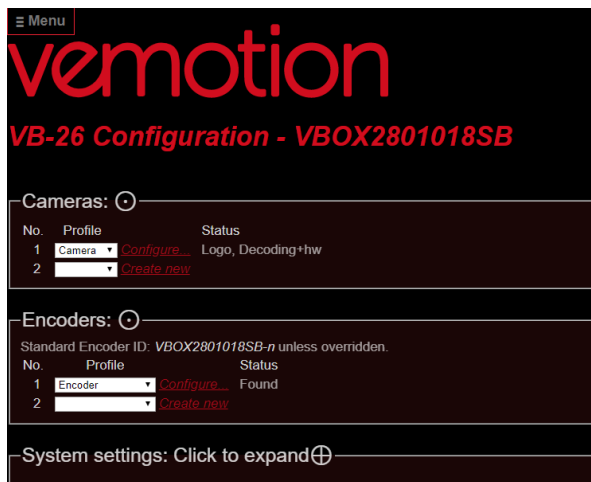 ≡ Menu
vemotion
VB-26 Configuration - VBOX2801018SB
Cameras:
No. Profile Status
1 Camera Configure... Logo, Decoding+hw
2 Create new
Encoders:
Standard Encoder ID: VBOX2801018SB-n unless overridden.
No. Profile Status
1 Encoder Configure... Found
2 Create new
System settings: Click to expand